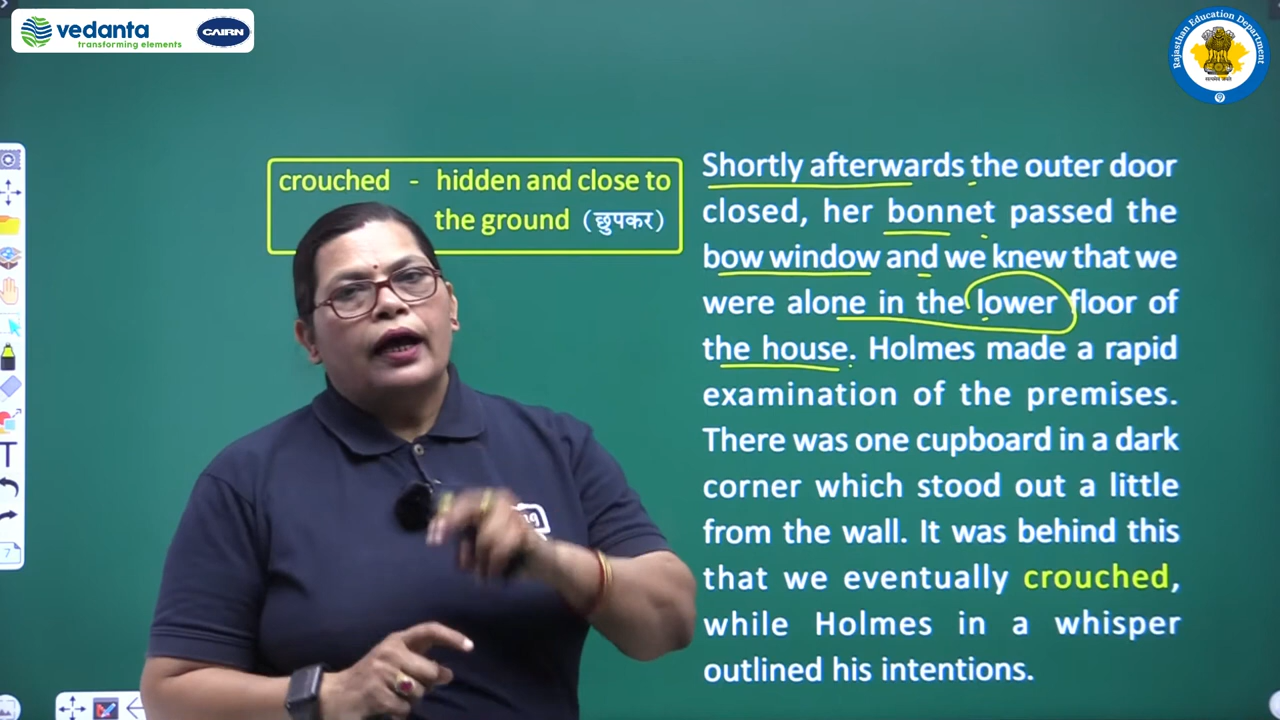 vedanta
transforming elements
CAIRN
Rajasthan Education Department
crouched - hidden and close to
the ground (छुपकर)
Shortly afterwards the outer door
closed, her bonnet passed the
bow window and we knew that we
were alone in the lower floor of
the house. Holmes made a rapid
examination of the premises.
There was one cupboard in a dark
corner which stood out a little
from the wall. It was behind this
that we eventually crouched,
while Holmes in a whisper
outlined his intentions.
T
7